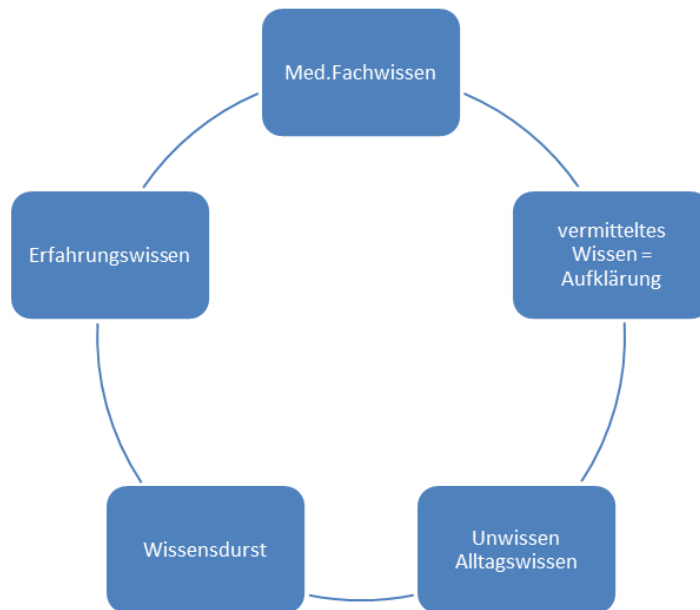 Med.Fachwissen
vermitteltes
Wissen =
Aufklärung
Unwissen
Alltagswissen
Wissensdurst
Erfahrungswissen